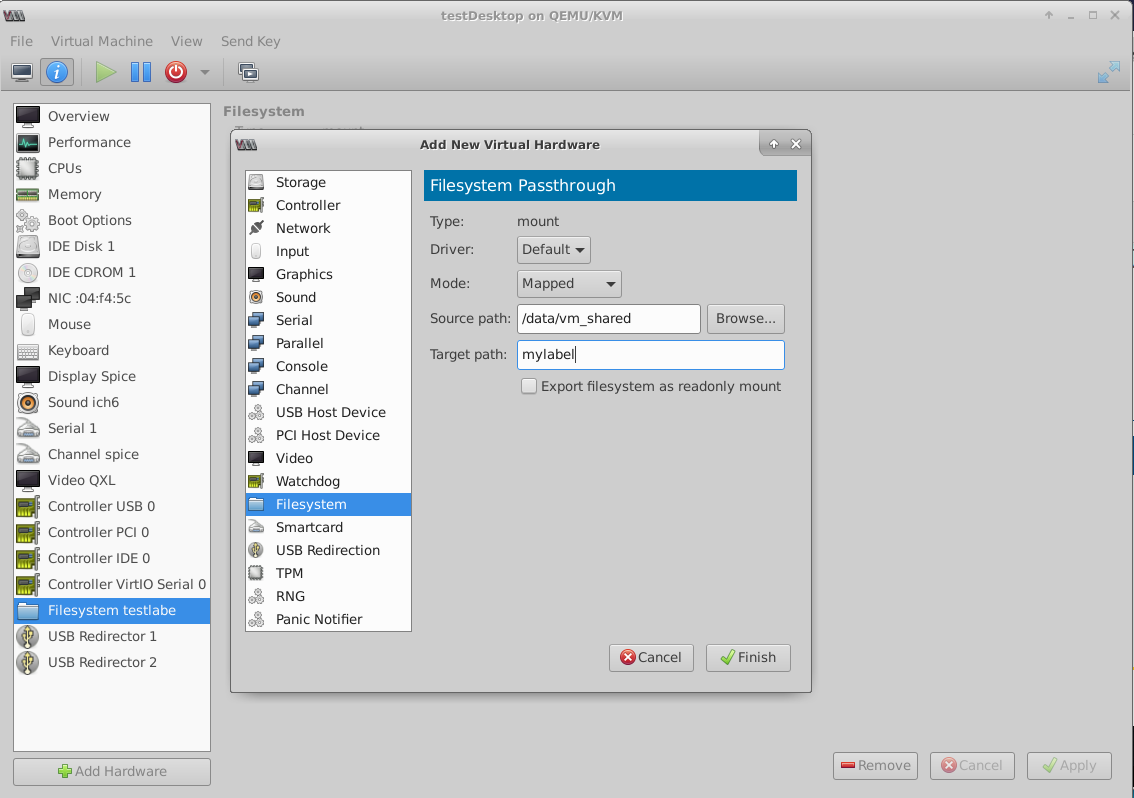 testDesktop on QEMU/KVM
File Virtual Machine View Send Key
Overview
Performance
CPUs
Memory
Boot Options
IDE Disk 1
IDE CDROM 1
NIC :04:f4:5c
Mouse
Keyboard
Display Spice
Sound ich6
Serial 1
Channel spice
Video QXL
Controller USB 0
Controller PCI 0
Controller IDE 0
Controller VirtIO Serial 0
Filesystem testlabe
USB Redirector 1
USB Redirector 2
Add Hardware
Filesystem
Add New Virtual Hardware
Storage
Controller
Network
Input
Graphics
Sound
Serial
Parallel
Console
Channel
USB Host Device
PCI Host Device
Video
Watchdog
Filesystem
Smartcard
USB Redirection
TPM
RNG
Panic Notifier
Filesystem Passthrough
Type: mount
Driver: Default
Mode: Mapped
Source path: /data/vm_shared Browse...
Target path: mylabel
Export filesystem as readonly mount
Cancel Finish
Remove Cancel Apply